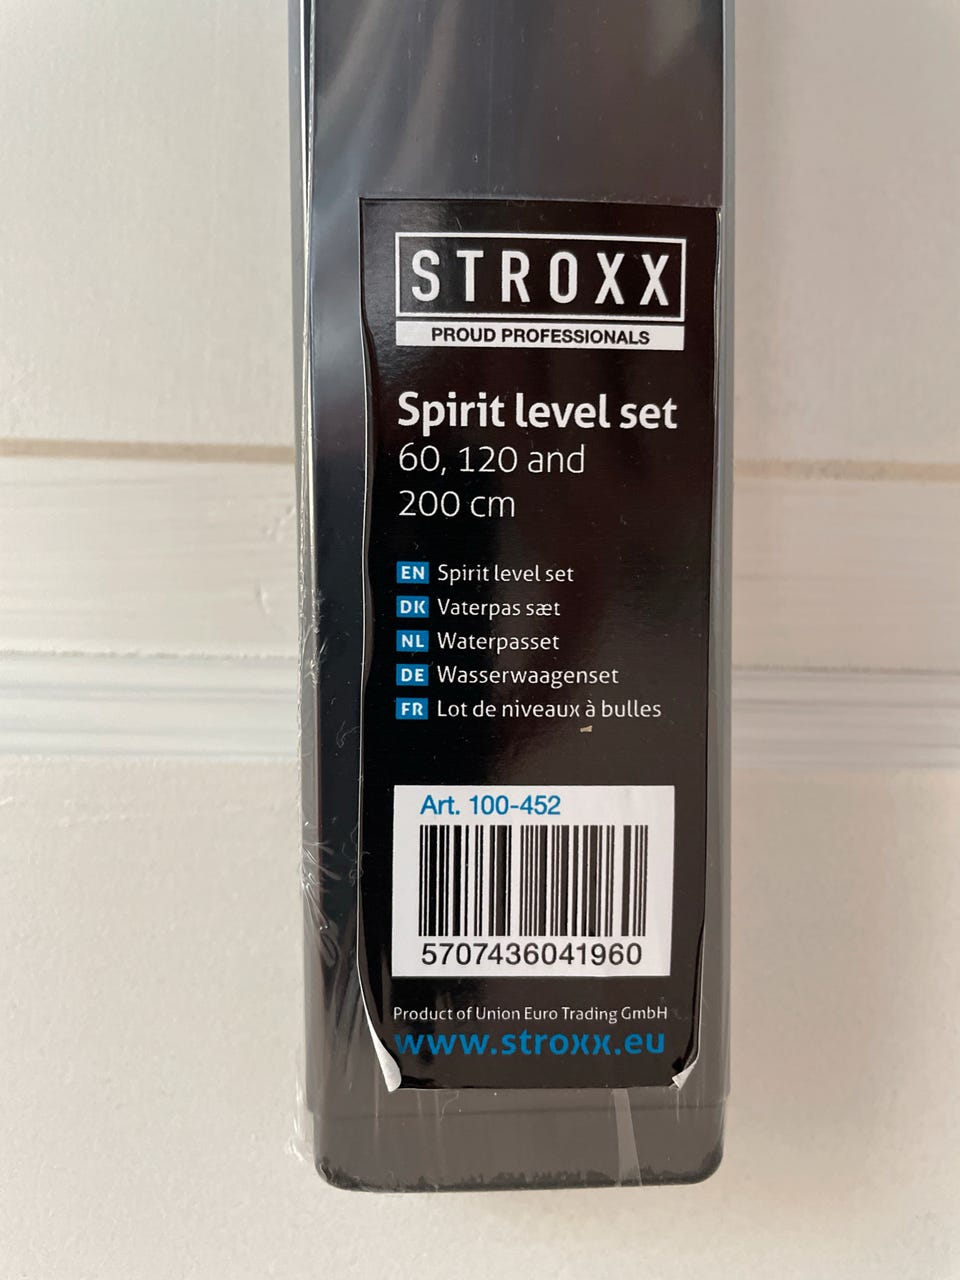 STROXX
PROUD PROFESSIONALS
Spirit level set
60, 120 and
200 cm
EN Spirit level set
DK Vaterpas sæt
NL Waterpasset
DE Wasserwaagenset
FR Lot de niveaux à bulles
Art. 100-452
5707436041960
Product of Union Euro Trading GmbH
www.stroxx.eu